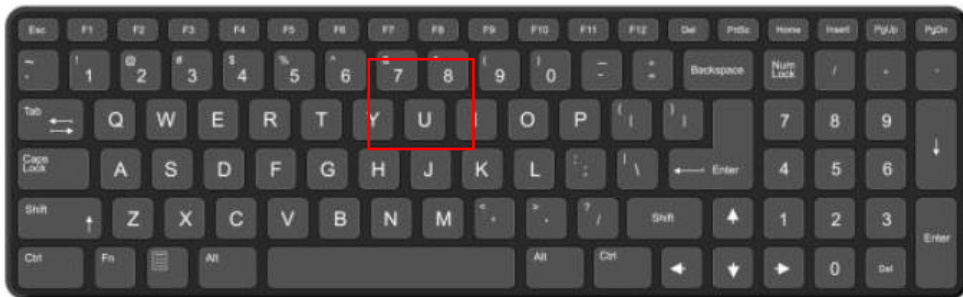 Esc F1 F2 F3 F4 F5 F6 F7 F8 F9 F10 F11 F12 Del PrtSc Home Insert PgUp PgDn
~ ! 1 @ 2 # 3 $ 4 % 5 ^ 6 & 7 * 8 ( 9 ) 0 Backspace Num Lock /
Tab Q W E R T Y U I O P 7 8 9
Caps Lock A S D F G H J K L : ; | \ Enter 4 5 6
Shift Z X C V B N M < > . ? / Shift 1 2 3 Enter
Ctrl Fn Alt Alt Ctrl 0 Del